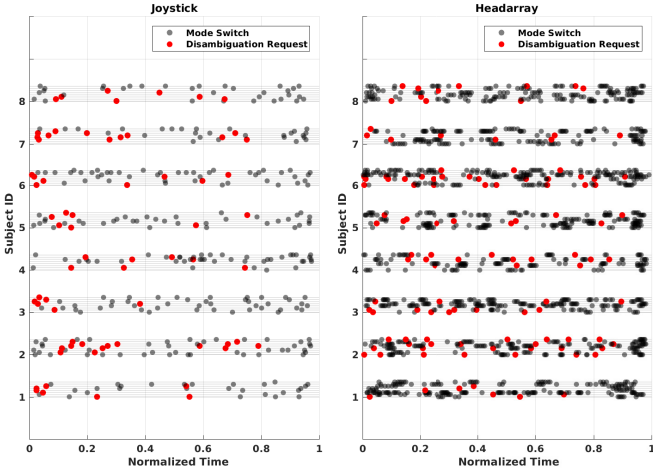 Joystick
Mode Switch
Disambiguation Request
8
7
6
5
4
3
2
1
Subject ID
0
0.2
0.4
0.6
0.8
1
Normalized Time
Headarray
Mode Switch
Disambiguation Request
8
7
6
5
4
3
2
1
Subject ID
0
0.2
0.4
0.6
0.8
1
Normalized Time